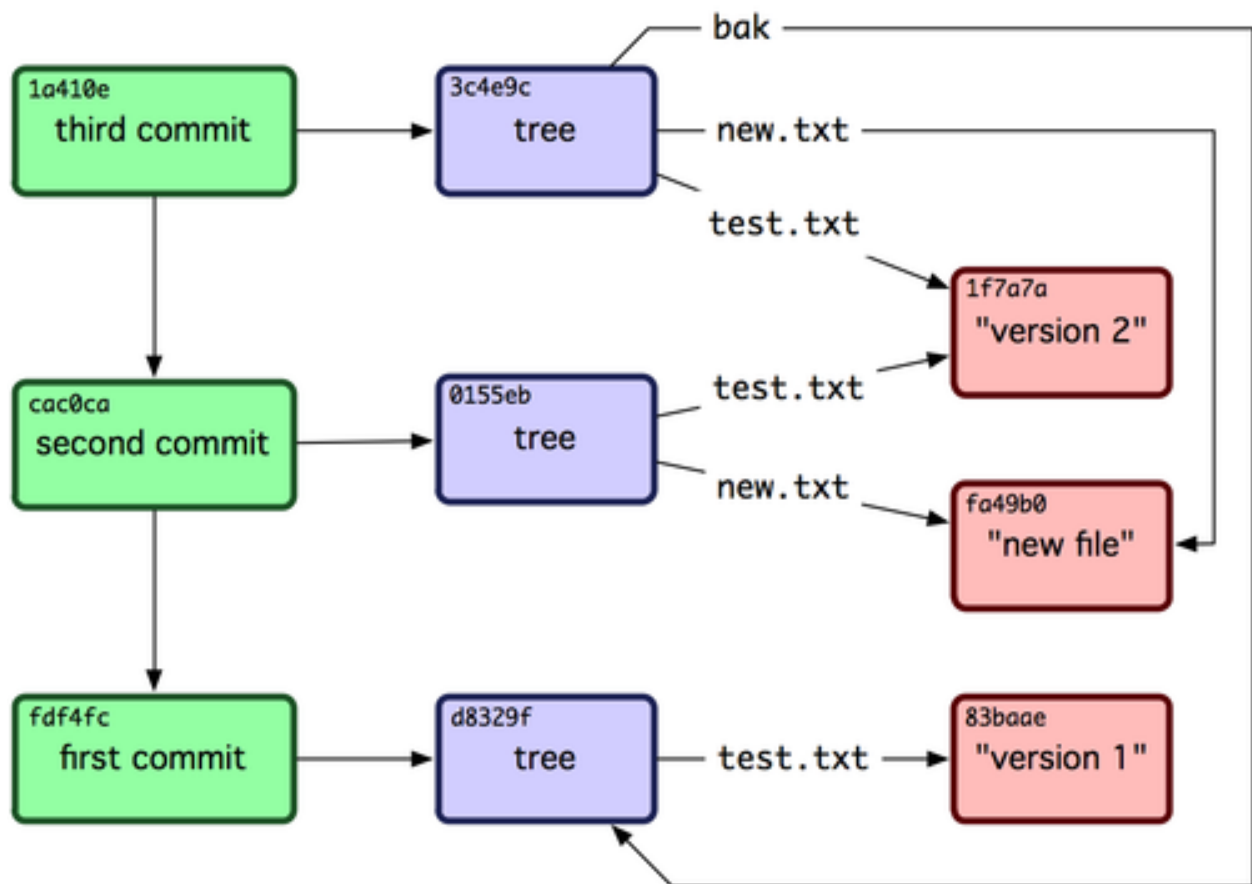 bak
1a410e
third commit
3c4e9c
tree
new.txt
test.txt
1f7a7a
"version 2"
cac0ca
second commit
0155eb
tree
test.txt
new.txt
fa49b0
"new file"
fdf4fc
first commit
d8329f
tree
test.txt
83baae
"version 1"